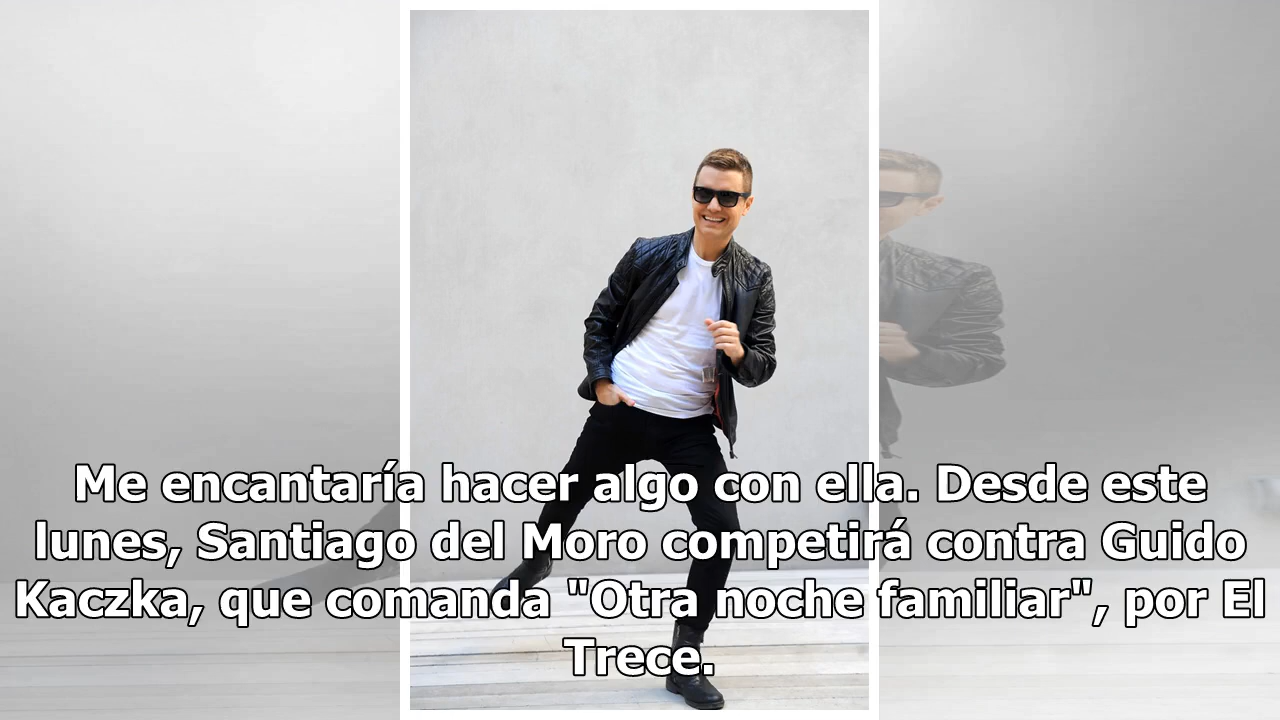 Me encantaría hacer algo con ella. Desde este
lunes, Santiago del Moro competirá contra Guido
Kaczka, que comanda "Otra noche familiar", por El
Trece.